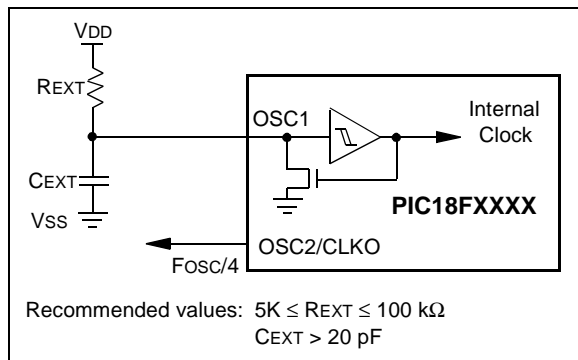 VDD
REXT
OSC1
Internal
Clock
CEXT
PIC18FXXXX
VSS
OSC2/CLKO
FOSC/4
Recommended values: 5K ≤ REXT ≤ 100 kΩ
CEXT > 20 pF